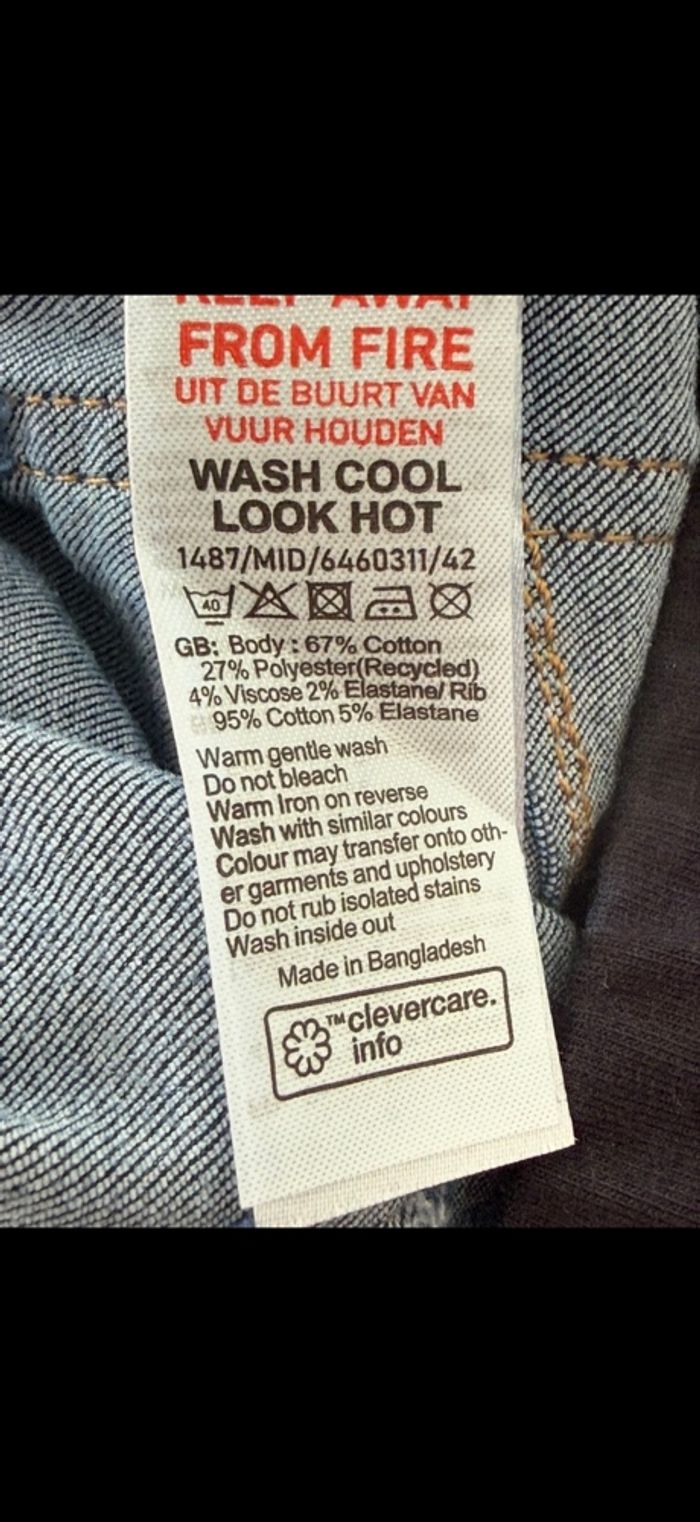 KEEP AWAY
FROM FIRE
UIT DE BUURT VAN
VUUR HOUDEN
WASH COOL
LOOK HOT
1487/MID/6460311/42
40
GB: Body : 67% Cotton
27% Polyester(Recycled)
4% Viscose 2% Elastane/ Rib
95% Cotton 5% Elastane
Warm gentle wash
Do not bleach
Warm Iron on reverse
Wash with similar colours
Colour may transfer onto oth-
er garments and upholstery
Do not rub isolated stains
Wash inside out
Made in Bangladesh
™clevercare.
info